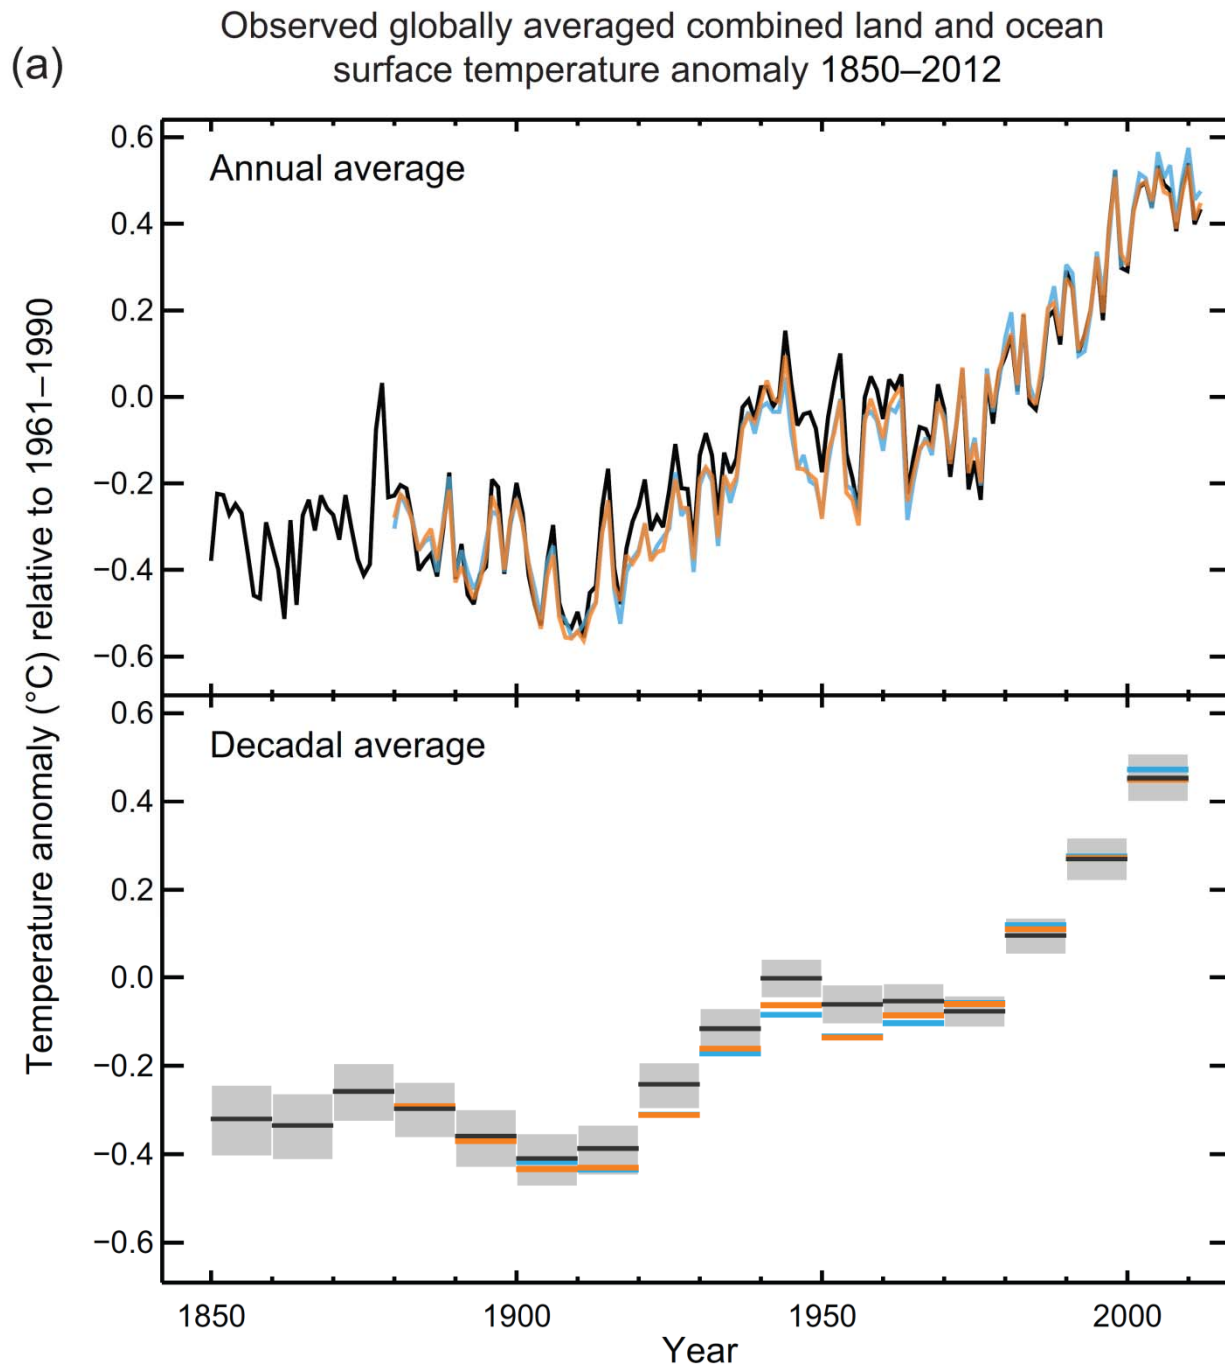 Observed globally averaged combined land and ocean
(a)
surface temperature anomaly 1850–2012
Temperature anomaly (°C) relative to 1961–1990
Annual average
0.6
0.4
0.2
0.0
−0.2
−0.4
−0.6
Decadal average
0.6
0.4
0.2
0.0
−0.2
−0.4
−0.6
1850
1900
1950
2000
Year